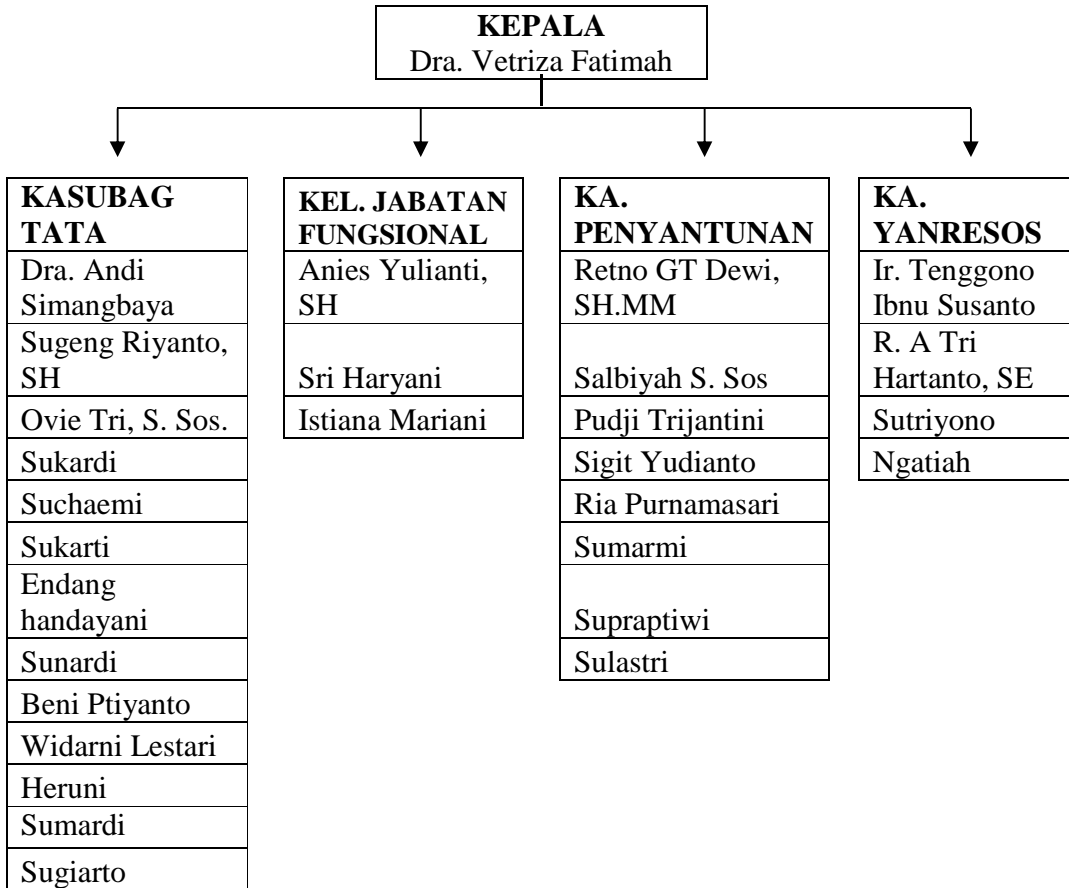 KEPALA
Dra. Vetriza Fatimah
KASUBAG
TATA
Dra. Andi
Simangbaya
Sugeng Riyanto,
SH
Ovie Tri, S. Sos.
Sukardi
Suchaemi
Sukarti
Endang
handayani
Sunardi
Beni Ptiyanto
Widarni Lestari
Heruni
Sumardi
Sugiarto
KEL. JABATAN
FUNGSIONAL
Anies Yulianti,
SH
Sri Haryani
Istiana Mariani
KA.
PENYANTUNAN
Retno GT Dewi,
SH.MM
Salbiyah S. Sos
Pudji Trijantini
Sigit Yudianto
Ria Purnamasari
Sumarmi
Supraptiwi
Sulastri
KA.
YANRESOS
Ir. Tenggono
Ibnu Susanto
R. A Tri
Hartanto, SE
Sutriyono
Ngatiah